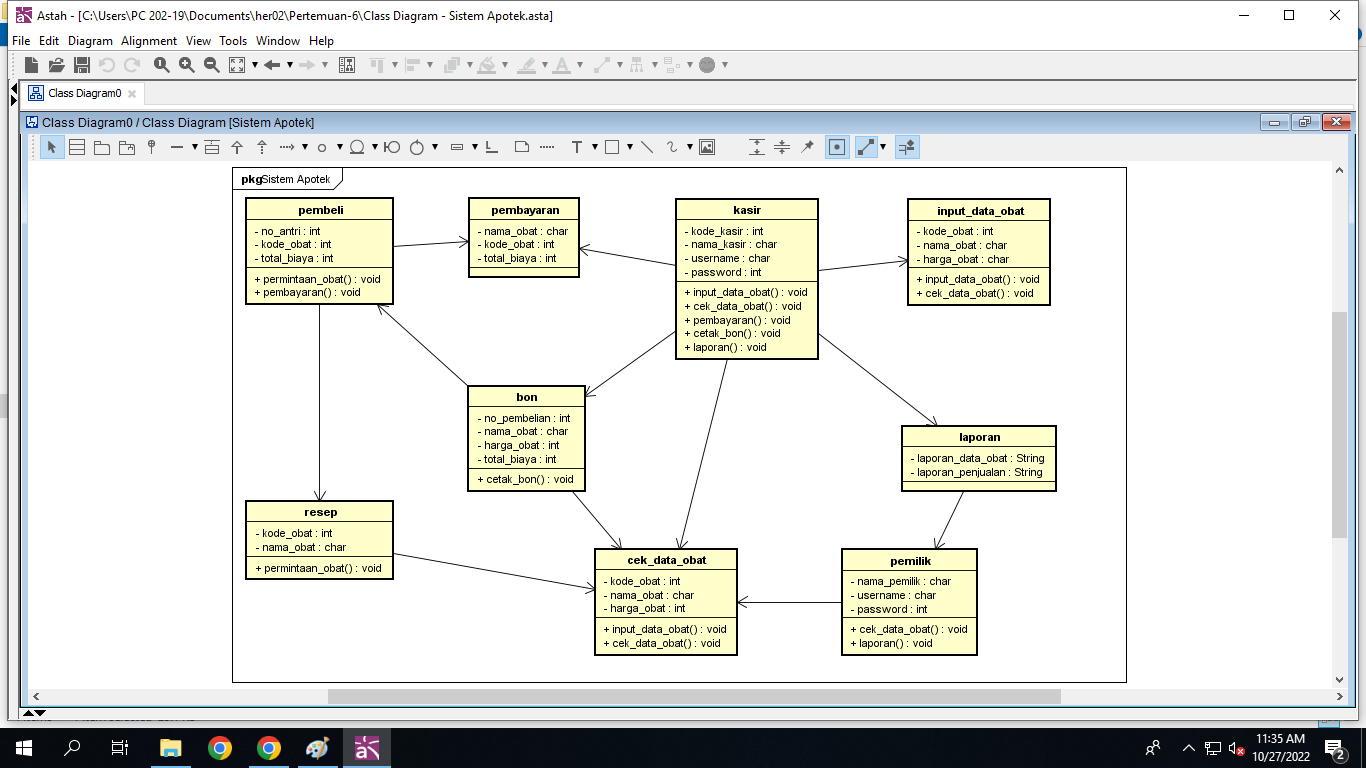 Astah - [C:\Users\PC 202-19\Documents\her02\Pertemuan-6\Class Diagram - Sistem Apotek.asta]
File Edit Diagram Alignment View Tools Window Help
Class Diagram0
Class Diagram0 / Class Diagram [Sistem Apotek]
pkg Sistem Apotek
pembeli
- no_antri : int
- kode_obat : int
- total_biaya : int
+ permintaan_obat() : void
+ pembayaran() : void
pembayaran
- nama_obat : char
- kode_obat : int
- total_biaya : int
kasir
- kode_kasir : int
- nama_kasir : char
- username : char
- password : int
+ input_data_obat() : void
+ cek_data_obat() : void
+ pembayaran() : void
+ cetak_bon() : void
+ laporan() : void
input_data_obat
- kode_obat : int
- nama_obat : char
- harga_obat : char
+ input_data_obat() : void
+ cek_data_obat() : void
bon
- no_pembelian : int
- nama_obat : char
- harga_obat : int
- total_biaya : int
+ cetak_bon() : void
laporan
- laporan_data_obat : String
- laporan_penjualan : String
resep
- kode_obat : int
- nama_obat : char
+ permintaan_obat() : void
cek_data_obat
- kode_obat : int
- nama_obat : char
- harga_obat : int
+ input_data_obat() : void
+ cek_data_obat() : void
pemilik
- nama_pemilik : char
- username : char
- password : int
+ cek_data_obat() : void
+ laporan() : void
11:35 AM
10/27/2022
2